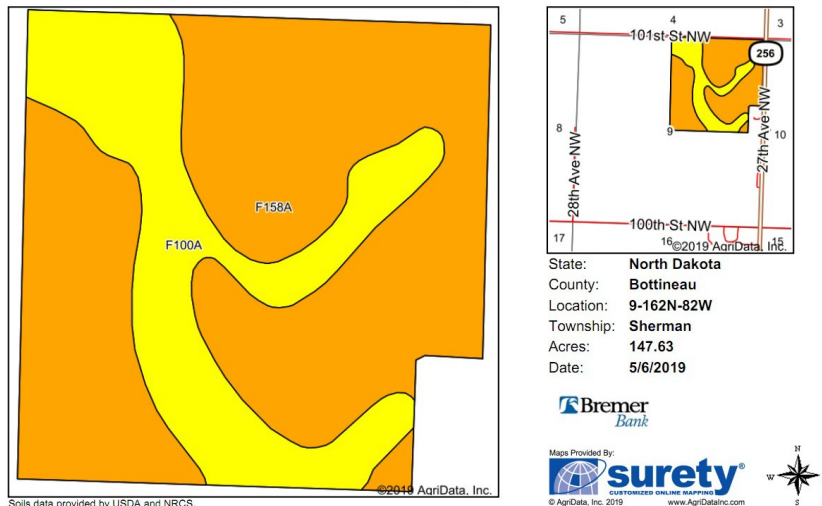 F158A
F100A
©2019 AgriData, Inc.
Soils data provided by USDA and NRCS.
5
4
3
101st St NW
256
8
9
10
28th Ave NW
27th Ave NW
100th St NW
17
16
15
©2019 AgriData, Inc.
State: North Dakota
County: Bottineau
Location: 9-162N-82W
Township: Sherman
Acres: 147.63
Date: 5/6/2019
Bremer
Bank
Maps Provided By:
surety®
CUSTOMIZED ONLINE MAPPING
© AgriData, Inc. 2019 www.AgriDataInc.com
N
W E
S